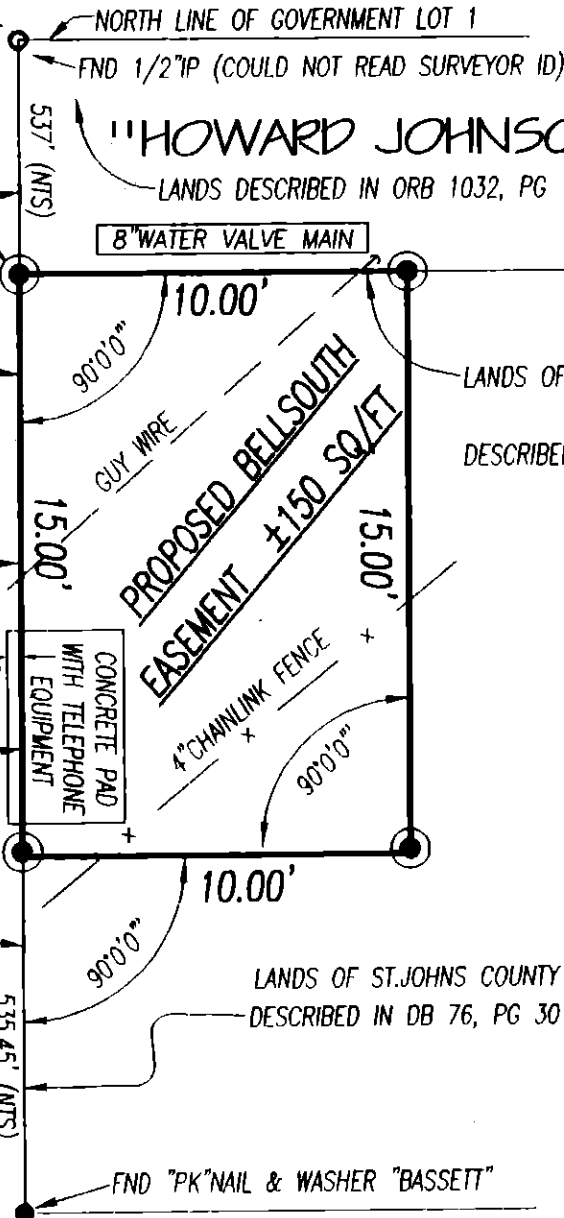 NORTH LINE OF GOVERNMENT LOT 1
FND 1/2"IP (COULD NOT READ SURVEYOR ID)
537' (NTS)
"HOWARD JOHNSO
LANDS DESCRIBED IN ORB 1032, PG
8"WATER VALVE MAIN
10.00'
90°0'0"
GUY WIRE
LANDS OF
DESCRIBE
PROPOSED BELLSOUTH
EASEMENT ±150 SQ/FT
15.00'
15.00'
CONCRETE PAD
WITH TELEPHONE
EQUIPMENT
4"CHAINLINK FENCE
90°0'0"
10.00'
90°0'0"
LANDS OF ST.JOHNS COUNTY
DESCRIBED IN DB 76, PG 30
535.45' (NTS)
FND "PK"NAIL & WASHER "BASSETT"